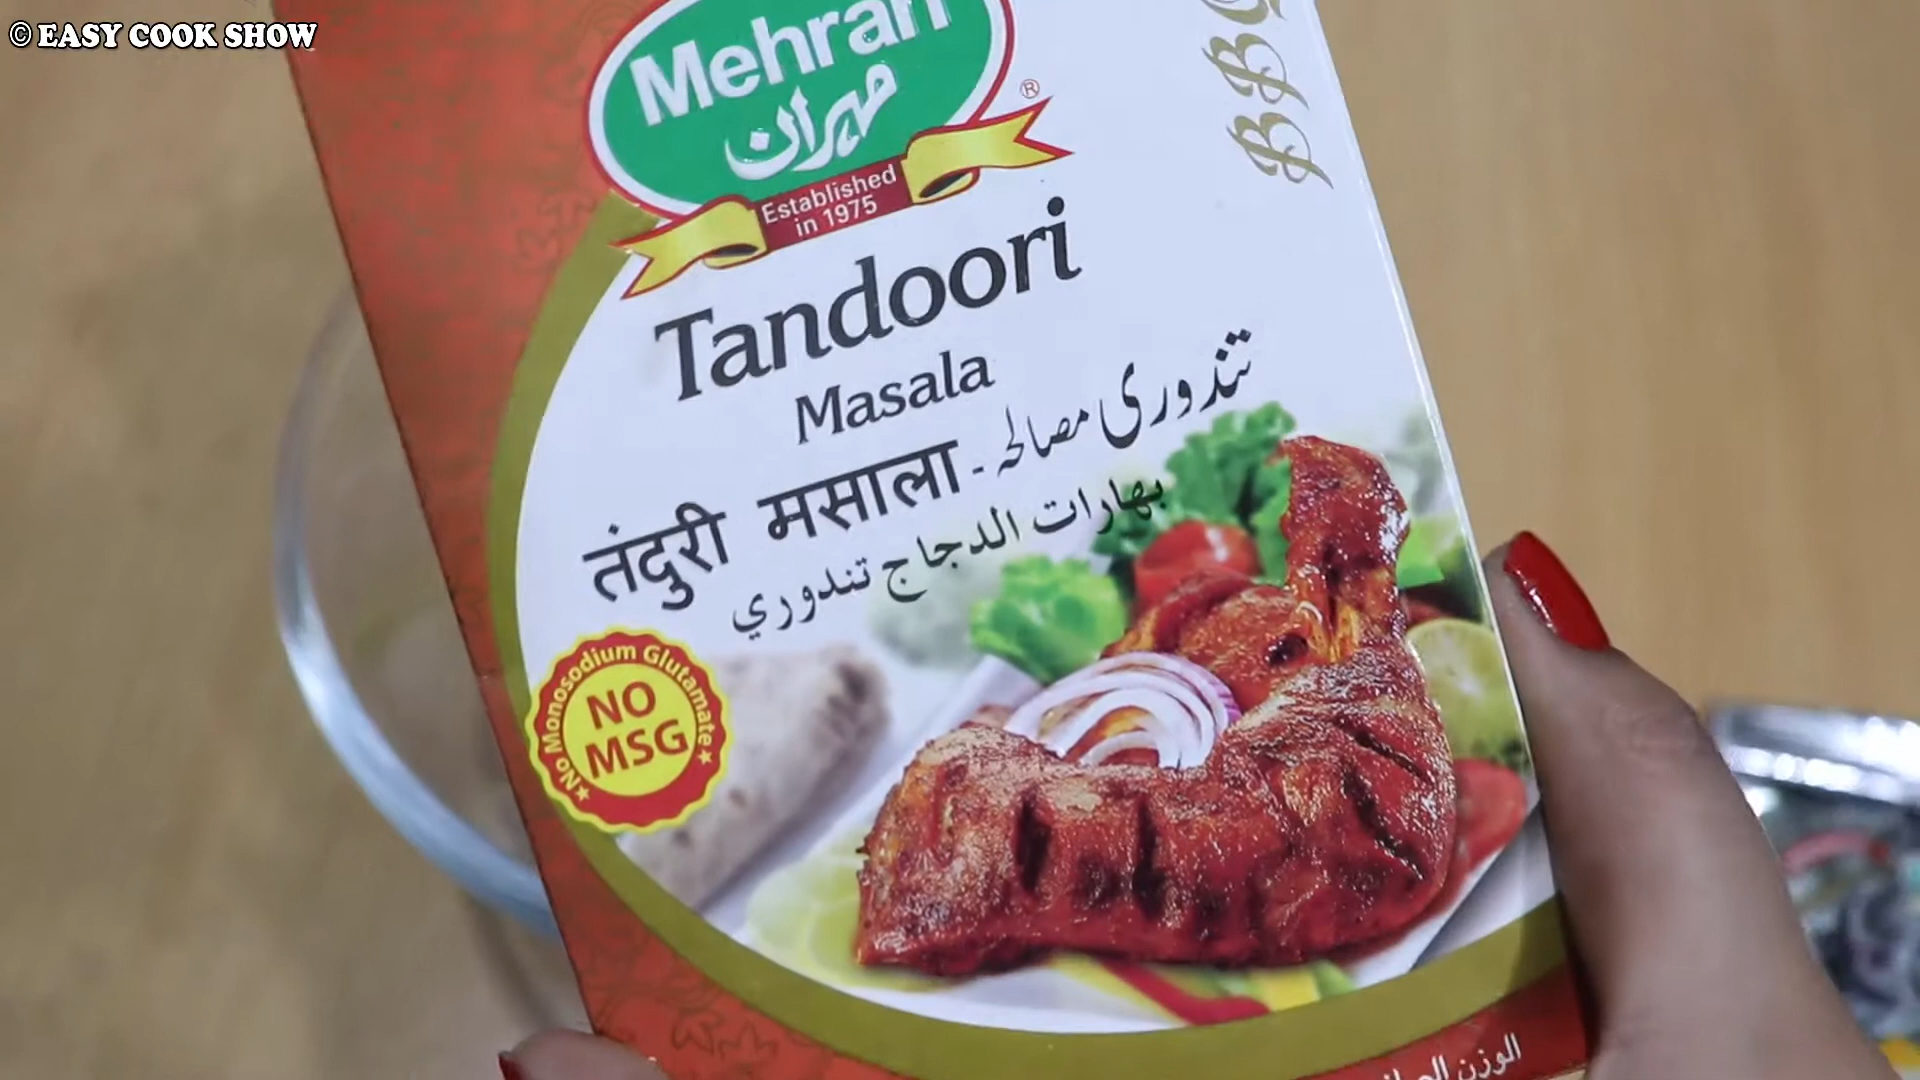 © EASY COOK SHOW
Mehran
مہران
®
Established
in 1975
Tandoori
Masala
تندوری مصالحہ -
तंदुरी मसाला
بهارات الدجاج تندوري
★ No Monosodium Glutamate ★
NO
MSG
الوزن